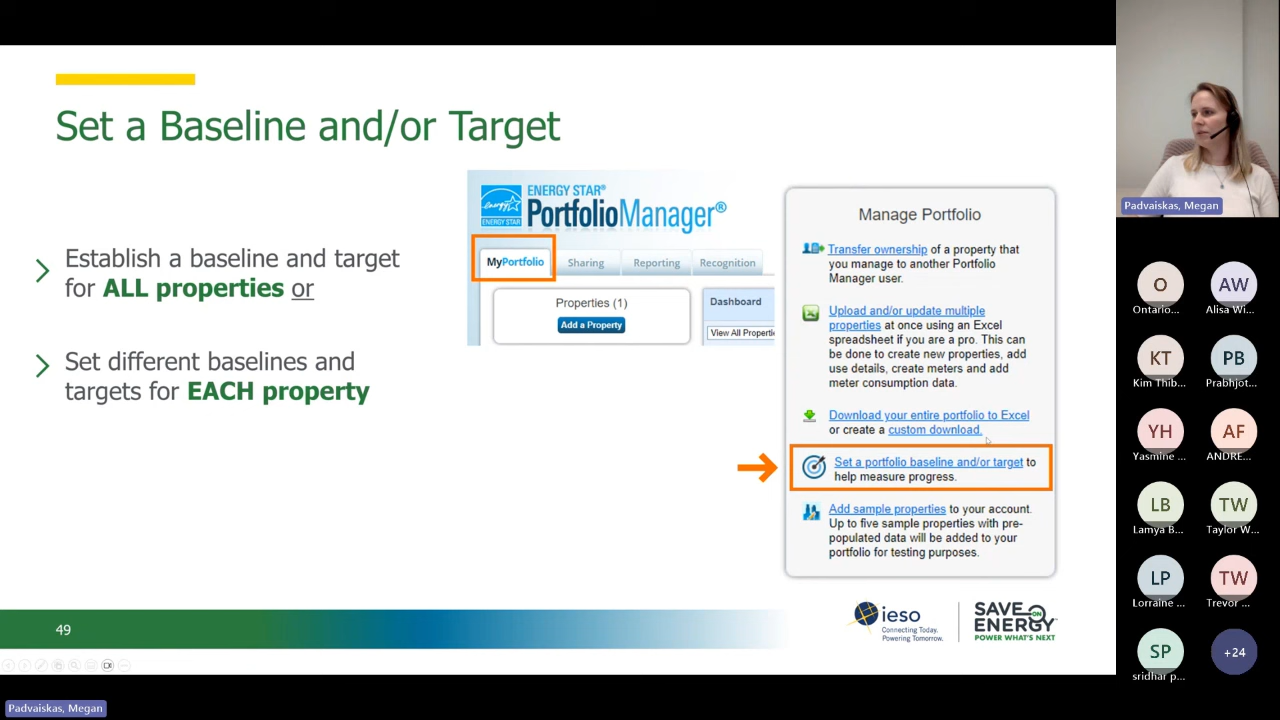 Set a Baseline and/or Target
Establish a baseline and target
for ALL properties or
Set different baselines and
targets for EACH property
ENERGY STAR
ENERGY STAR®
PortfolioManager®
MyPortfolio
Sharing
Reporting
Recognition
Properties (1)
Add a Property
Dashboard
View All Properti
Manage Portfolio
Transfer ownership of a property that
you manage to another Portfolio
Manager user.
Upload and/or update multiple
properties at once using an Excel
spreadsheet if you are a pro. This can
be done to create new properties, add
use details, create meters and add
meter consumption data.
Download your entire portfolio to Excel
or create a custom download.
Set a portfolio baseline and/or target to
help measure progress.
Add sample properties to your account.
Up to five sample properties with pre-
populated data will be added to your
portfolio for testing purposes.
49
ieso
Connecting Today.
Powering Tomorrow.
SAVE ON
ENERGY
POWER WHAT'S NEXT
Padvaiskas, Megan
O
Ontario...
AW
Alisa Wi...
KT
Kim Thib...
PB
Prabhjot...
YH
Yasmine ...
AF
ANDRE...
LB
Lamya B...
TW
Taylor W...
LP
Lorraine ...
TW
Trevor ...
SP
sridhar p...
+24
Padvaiskas, Megan